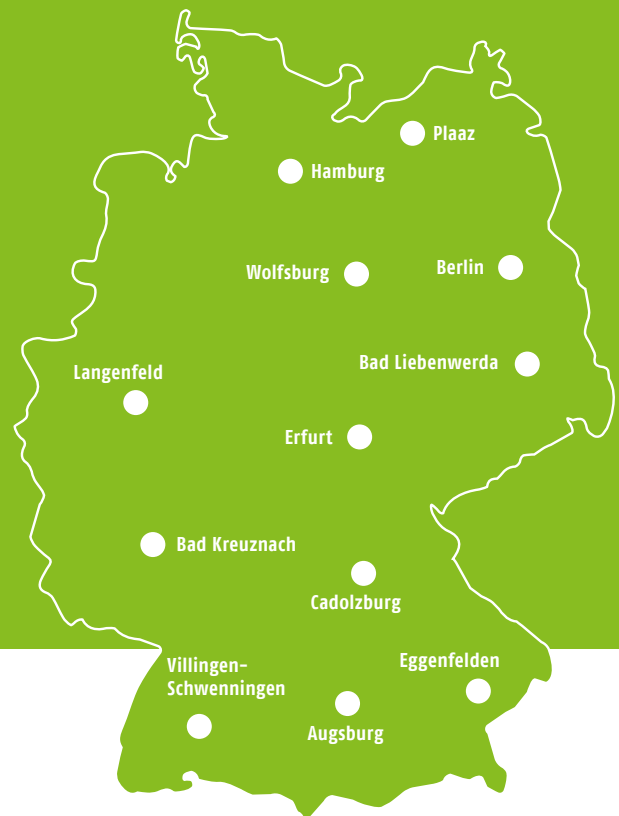 Plaaz
Hamburg
Wolfsburg
Berlin
Bad Liebenwerda
Langenfeld
Erfurt
Bad Kreuznach
Cadolzburg
Villingen-
Schwenningen
Eggenfelden
Augsburg